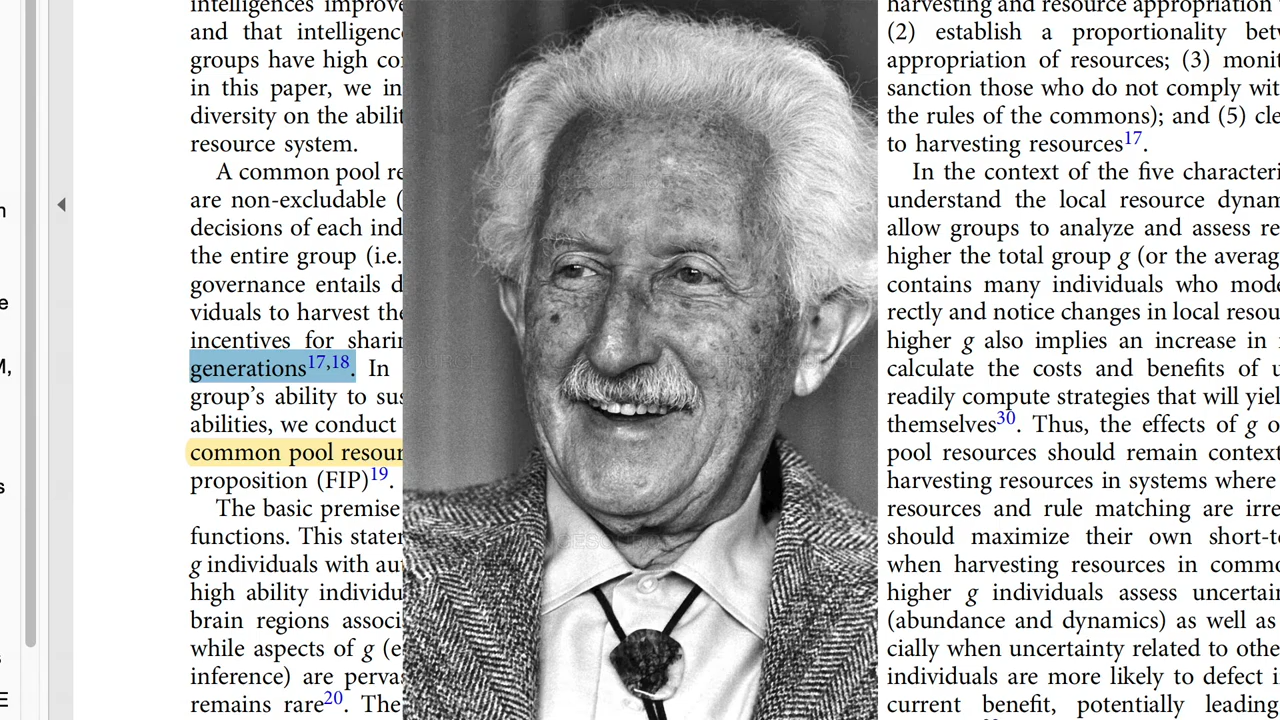 intelligences improve
and that intelligenc
groups have high co
in this paper, we in
diversity on the abilit
resource system.
A common pool re
are non-excludable (
decisions of each ind
the entire group (i.e.
governance entails d
viduals to harvest the
incentives for sharin
generations17,18. In
group's ability to sus
abilities, we conduct
common pool resour
proposition (FIP)19.
The basic premise
functions. This stater
g individuals with au
high ability individu
brain regions associ
while aspects of g (e
inference) are perva
remains rare20. The
harvesting and resource appropriation
(2) establish a proportionality betw
appropriation of resources; (3) monit
sanction those who do not comply wit
the rules of the commons); and (5) cle
to harvesting resources17.
In the context of the five characteri
understand the local resource dynam
allow groups to analyze and assess re
higher the total group g (or the averag
contains many individuals who mode
rectly and notice changes in local resou
higher g also implies an increase in
calculate the costs and benefits of u
readily compute strategies that will yiel
themselves30. Thus, the effects of g o
pool resources should remain context
harvesting resources in systems where
resources and rule matching are irre
should maximize their own short-te
when harvesting resources in commo
higher g individuals assess uncertain
(abundance and dynamics) as well as
cially when uncertainty related to othe
individuals are more likely to defect i
current benefit, potentially leading
n
e
M,
s
E